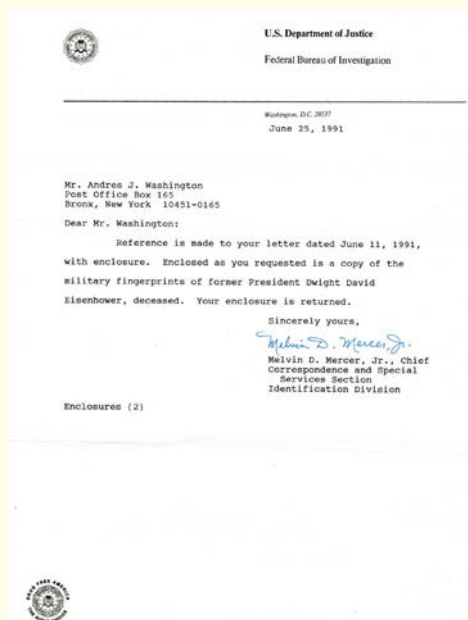 U.S. Department of Justice
Federal Bureau of Investigation
Washington, D.C. 20537
June 25, 1991
Mr. Andres J. Washington
Post Office Box 165
Bronx, New York 10451-0165
Dear Mr. Washington:
Reference is made to your letter dated June 11, 1991,
with enclosure. Enclosed as you requested is a copy of the
military fingerprints of former President Dwight David
Eisenhower, deceased. Your enclosure is returned.
Sincerely yours,
Melvin D. Mercer, Jr.
Melvin D. Mercer, Jr., Chief
Correspondence and Special
Services Section
Identification Division
Enclosures (2)